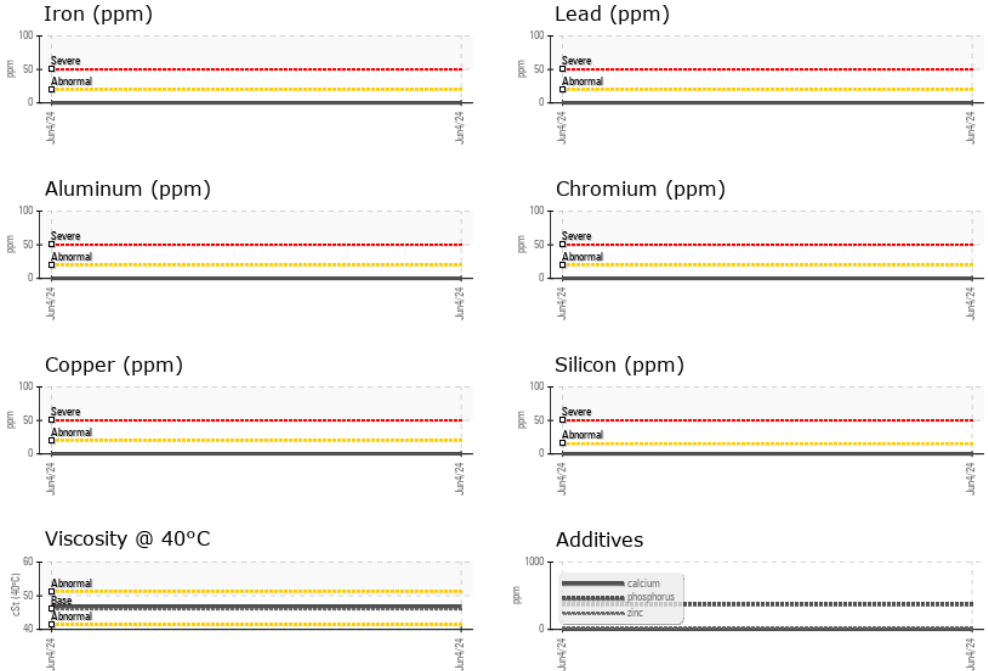 Iron (ppm)
100
50
0
ppm
Severe
Abnormal
Jun4/24
Jun4/24
Lead (ppm)
100
50
0
ppm
Severe
Abnormal
Jun4/24
Jun4/24
Aluminum (ppm)
100
50
0
ppm
Severe
Abnormal
Jun4/24
Jun4/24
Chromium (ppm)
100
50
0
ppm
Severe
Abnormal
Jun4/24
Jun4/24
Copper (ppm)
100
50
0
ppm
Severe
Abnormal
Jun4/24
Jun4/24
Silicon (ppm)
100
50
0
ppm
Severe
Abnormal
Jun4/24
Jun4/24
Viscosity @ 40°C
60
50
40
cSt (40°C)
Abnormal
Base
Abnormal
Jun4/24
Jun4/24
Additives
1000
0
ppm
calcium
phosphorus
zinc
Jun4/24
Jun4/24